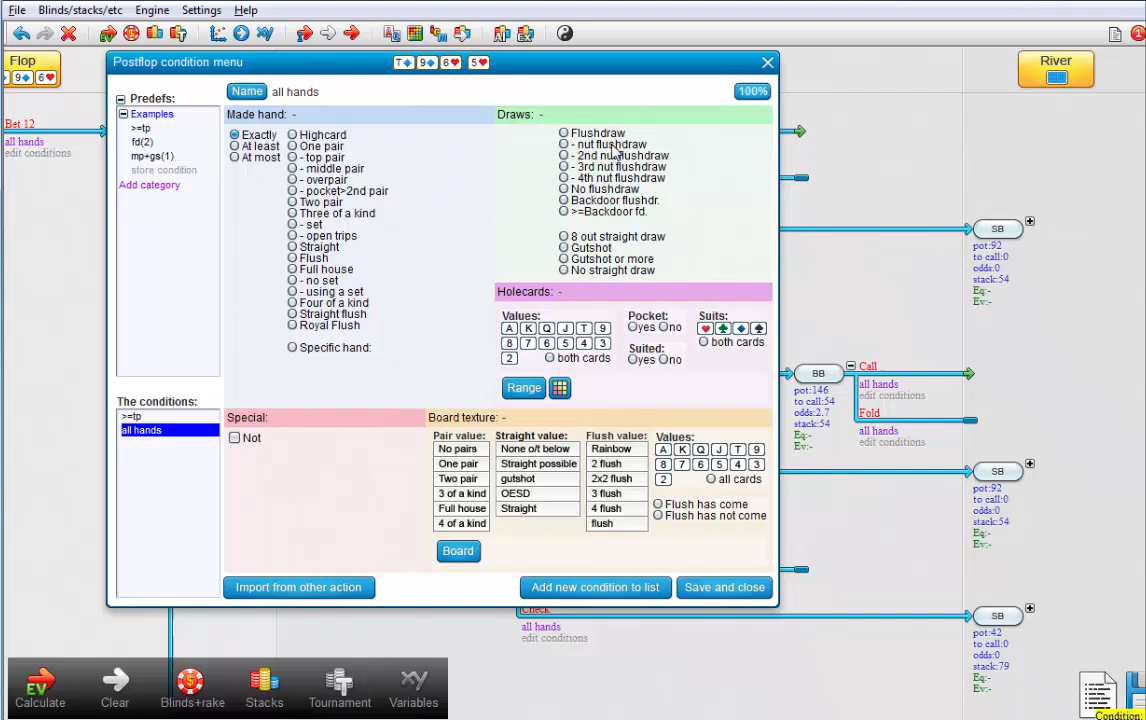 File Blinds/stacks/etc Engine Settings Help
Flop
9♦ 6♥
River
Bet 12
all hands
edit conditions
Postflop condition menu
T♦ 9♦ 6♥ 5♥
Name all hands
100%
Predefs:
Examples
>=tp
fd(2)
mp+gs(1)
store condition
Add category
The conditions:
>=tp
all hands
Made hand: -
Exactly
At least
At most
Highcard
One pair
- top pair
- middle pair
- overpair
- pocket>2nd pair
Two pair
Three of a kind
- set
- open trips
Straight
Flush
Full house
- no set
- using a set
Four of a kind
Straight flush
Royal Flush
Specific hand:
Draws: -
Flushdraw
- nut flushdraw
- 2nd nut flushdraw
- 3rd nut flushdraw
- 4th nut flushdraw
No flushdraw
Backdoor flushdr.
>=Backdoor fd.
8 out straight draw
Gutshot
Gutshot or more
No straight draw
Holecards: -
Values:
A K Q J T 9
8 7 6 5 4 3
2 both cards
Pocket:
yes no
Suited:
yes no
Suits:
♥ ♣ ♦ ♠
both cards
Range
Special:
Not
Board texture: -
Pair value:
No pairs
One pair
Two pair
3 of a kind
Full house
4 of a kind
Straight value:
None o/t below
Straight possible
gutshot
OESD
Straight
Flush value:
Rainbow
2 flush
2x2 flush
3 flush
4 flush
flush
Values:
A K Q J T 9
8 7 6 5 4 3
2 all cards
Flush has come
Flush has not come
Board
Import from other action
Add new condition to list
Save and close
SB
pot:92
to call:0
odds:0
stack:54
Eq:-
Ev:-
BB
pot:146
to call:54
odds:2.7
stack:54
Eq:-
Ev:-
Call
all hands
edit conditions
Fold
all hands
edit conditions
SB
pot:92
to call:0
odds:0
stack:54
Eq:-
Ev:-
Check
all hands
edit conditions
SB
pot:42
to call:0
odds:0
stack:79
Eq:-
Ev:-
EV
Calculate
Clear
Blinds+rake
Stacks
Tournament
XY
Variables
Condition: